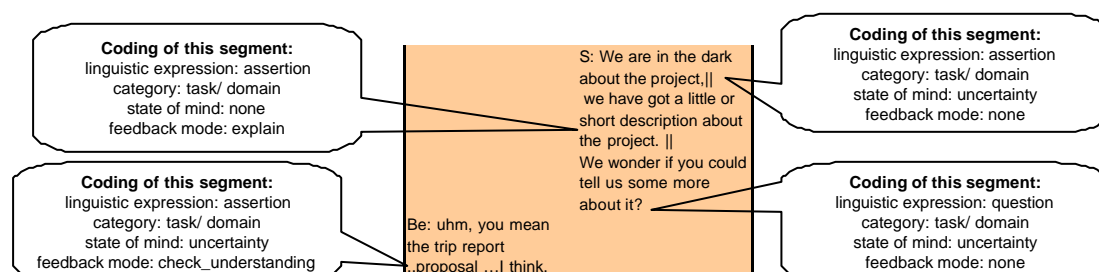 Coding of this segment:
linguistic expression: assertion
category: task/ domain
state of mind: none
feedback mode: explain
S: We are in the dark
about the project,||
we have got a little or
short description about
the project. ||
We wonder if you could
tell us some more
about it?
Coding of this segment:
linguistic expression: assertion
category: task/ domain
state of mind: uncertainty
feedback mode: none
Coding of this segment:
linguistic expression: assertion
category: task/ domain
state of mind: uncertainty
feedback mode: check_understanding
Be: uhm, you mean
the trip report
..proposal ...I think.
Coding of this segment:
linguistic expression: question
category: task/ domain
state of mind: uncertainty
feedback mode: none